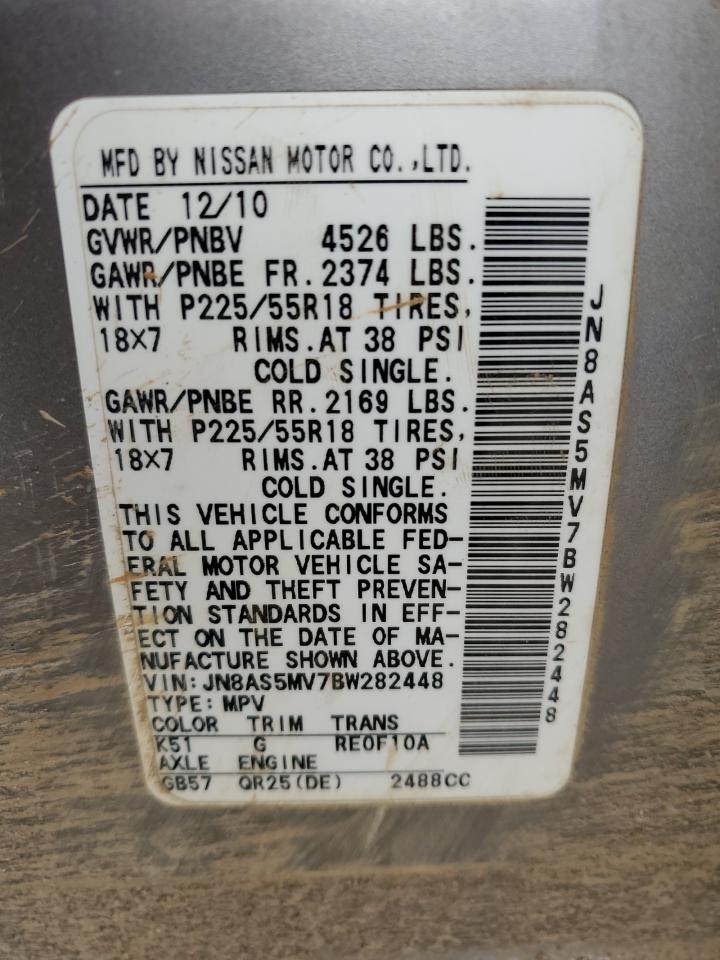 MFD BY NISSAN MOTOR CO.,LTD.
DATE 12/10
GVWR/PNBV 4526 LBS.
GAWR/PNBE FR. 2374 LBS.
WITH P225/55R18 TIRES,
18X7 RIMS.AT 38 PSI
COLD SINGLE.
GAWR/PNBE RR. 2169 LBS.
WITH P225/55R18 TIRES,
18X7 RIMS.AT 38 PSI
COLD SINGLE.
THIS VEHICLE CONFORMS
TO ALL APPLICABLE FED-
ERAL MOTOR VEHICLE SA-
FETY AND THEFT PREVEN-
TION STANDARDS IN EFF-
ECT ON THE DATE OF MA-
NUFACTURE SHOWN ABOVE.
VIN:JN8AS5MV7BW282448
TYPE:MPV
COLOR TRIM TRANS
K51 G RE0F10A
AXLE ENGINE
GB57 QR25(DE) 2488CC
JN8AS5MV7BW282448